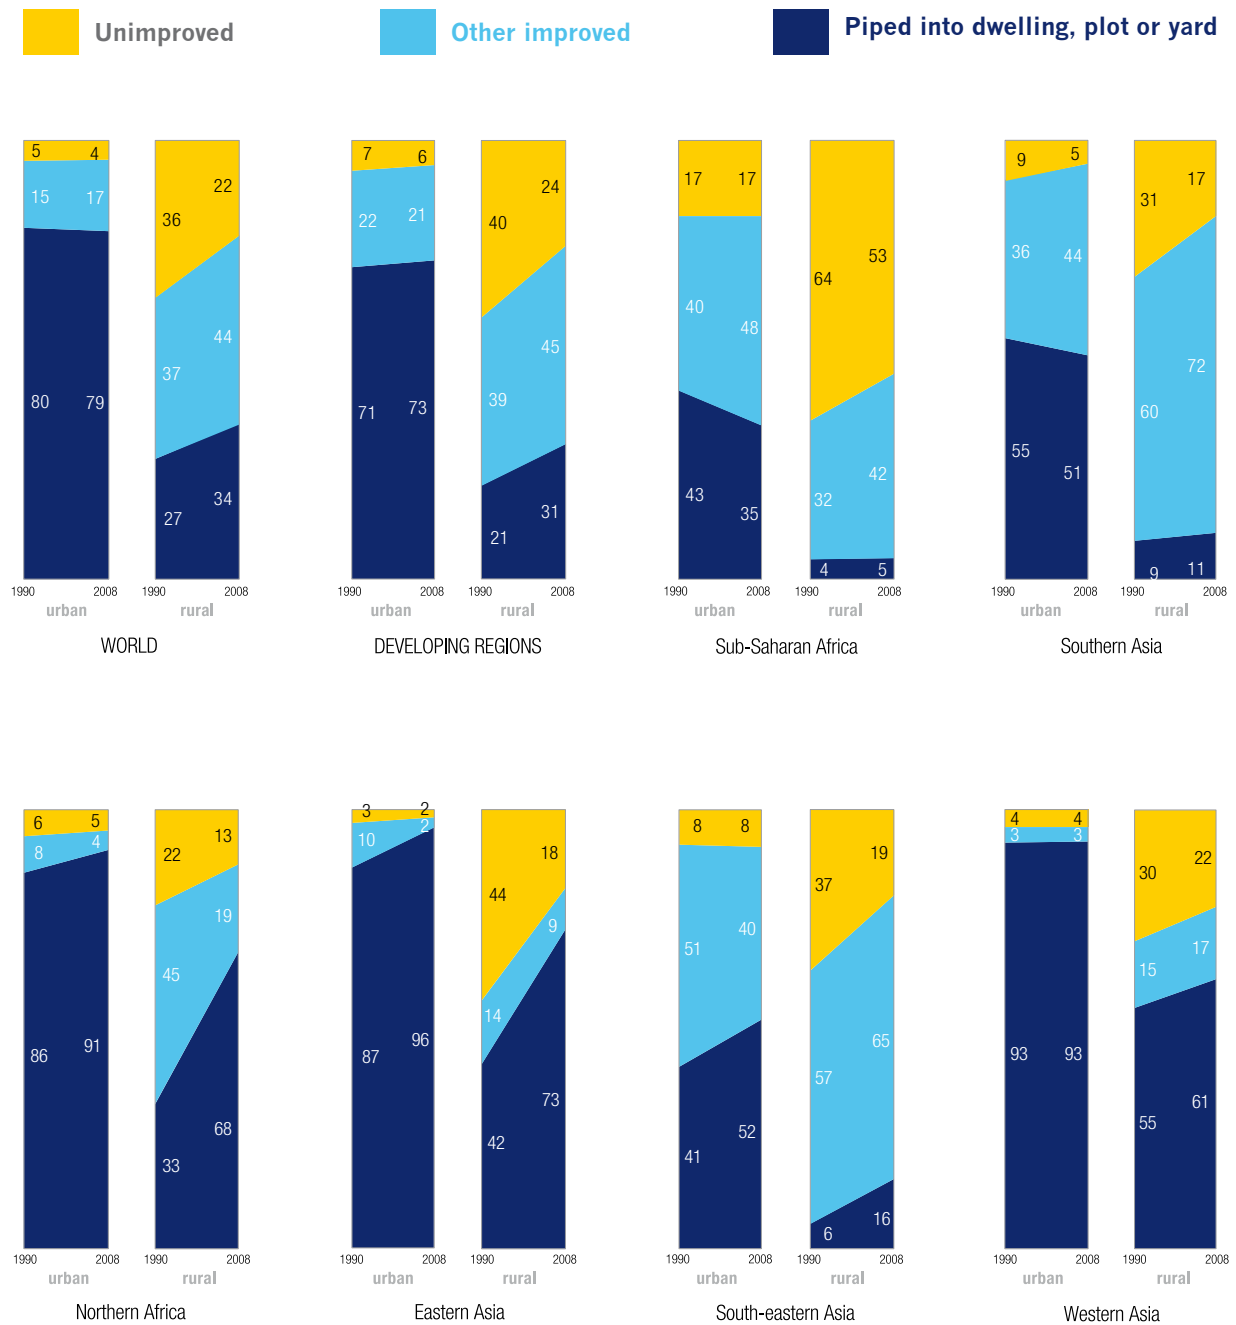 Unimproved
Other improved
Piped into dwelling, plot or yard
5 4
15 17
80 79
1990 2008
urban
36 22
37 44
27 34
1990 2008
rural
WORLD
7 6
22 21
71 73
1990 2008
urban
40 24
39 45
21 31
1990 2008
rural
DEVELOPING REGIONS
17 17
40 48
43 35
1990 2008
urban
64 53
32 42
4 5
1990 2008
rural
Sub-Saharan Africa
9 5
36 44
55 51
1990 2008
urban
31 17
60 72
9 11
1990 2008
rural
Southern Asia
6 5
8 4
86 91
1990 2008
urban
22 13
45 19
33 68
1990 2008
rural
Northern Africa
3 2
10 2
87 96
1990 2008
urban
44 18
14 9
42 73
1990 2008
rural
Eastern Asia
8 8
51 40
41 52
1990 2008
urban
37 19
57 65
6 16
1990 2008
rural
South-eastern Asia
4 4
3 3
93 93
1990 2008
urban
30 22
15 17
55 61
1990 2008
rural
Western Asia